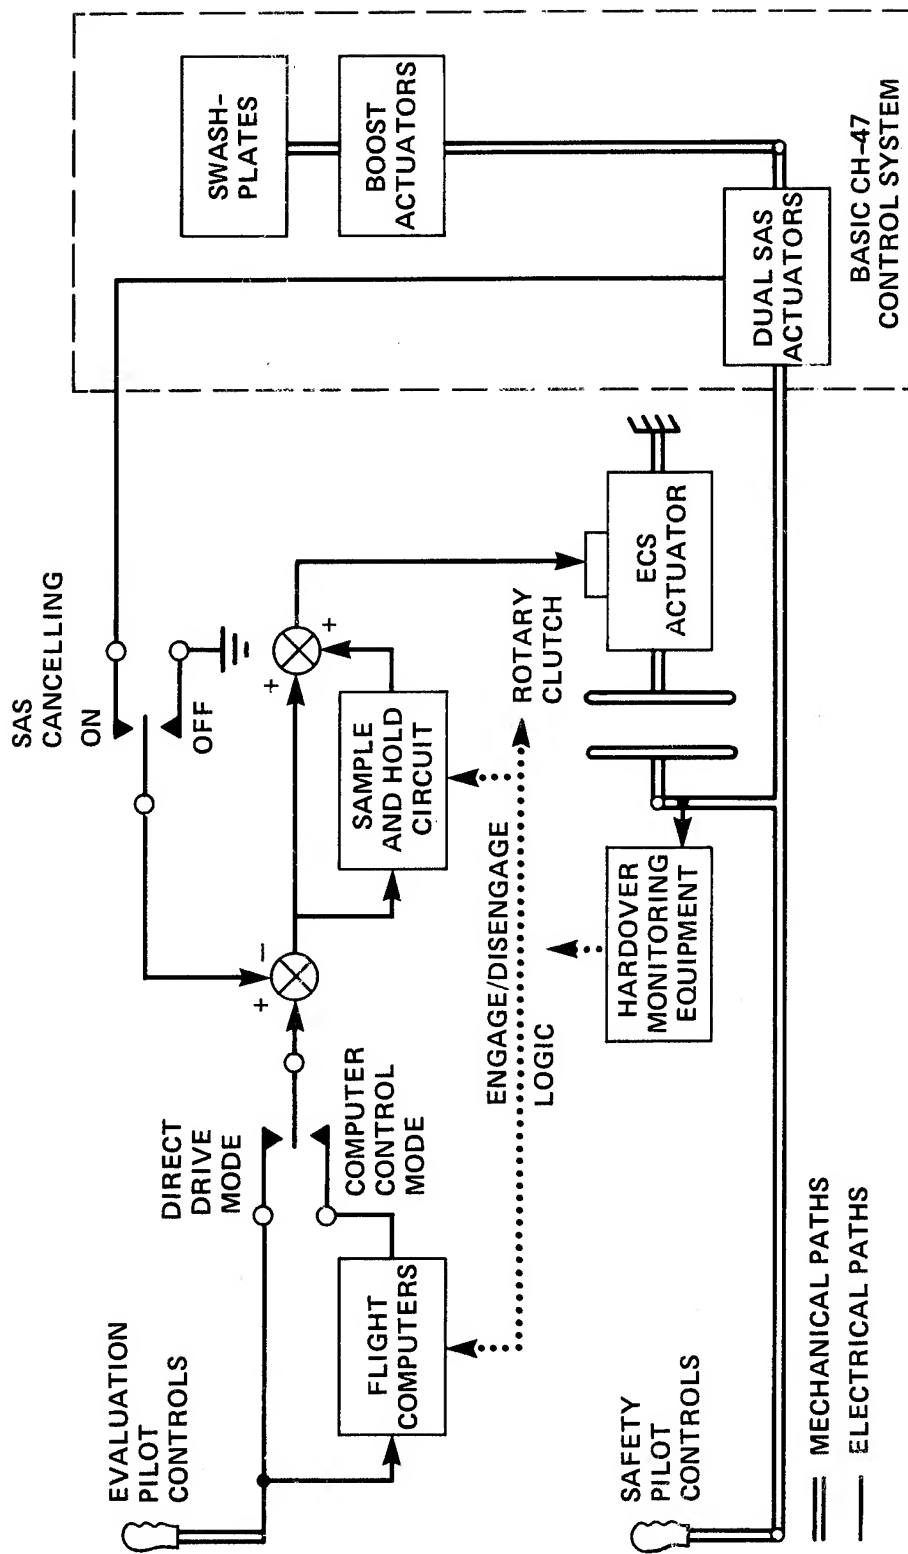 EVALUATION
PILOT
CONTROLS
DIRECT
DRIVE
MODE
COMPUTER
CONTROL
MODE
FLIGHT
COMPUTERS
SAS
CANCELLING
ON
OFF
+
−
+
+
SAMPLE
AND HOLD
CIRCUIT
ENGAGE/DISENGAGE
LOGIC
ROTARY
CLUTCH
ECS
ACTUATOR
HARDOVER
MONITORING
EQUIPMENT
SAFETY
PILOT
CONTROLS
SWASH-
PLATES
BOOST
ACTUATORS
DUAL SAS
ACTUATORS
BASIC CH-47
CONTROL SYSTEM
MECHANICAL PATHS
ELECTRICAL PATHS